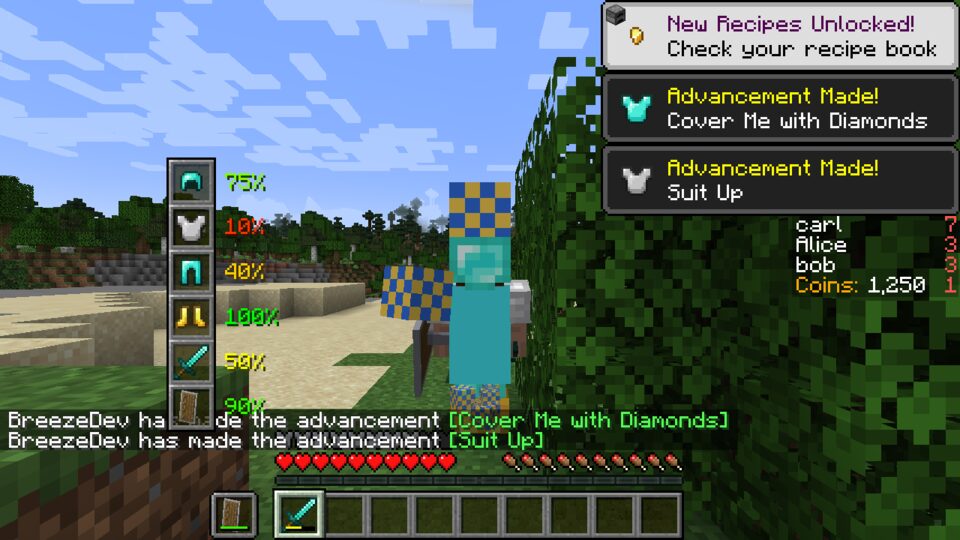 New Recipes Unlocked!
Check your recipe book
Advancement Made!
Cover Me with Diamonds
Advancement Made!
Suit Up
75%
10%
40%
100%
50%
90%
carl 7
Alice 3
bob 3
Coins: 1,250 1
BreezeDev ha de the advancement [Cover Me with Diamonds]
BreezeDev has made the advancement [Suit Up]